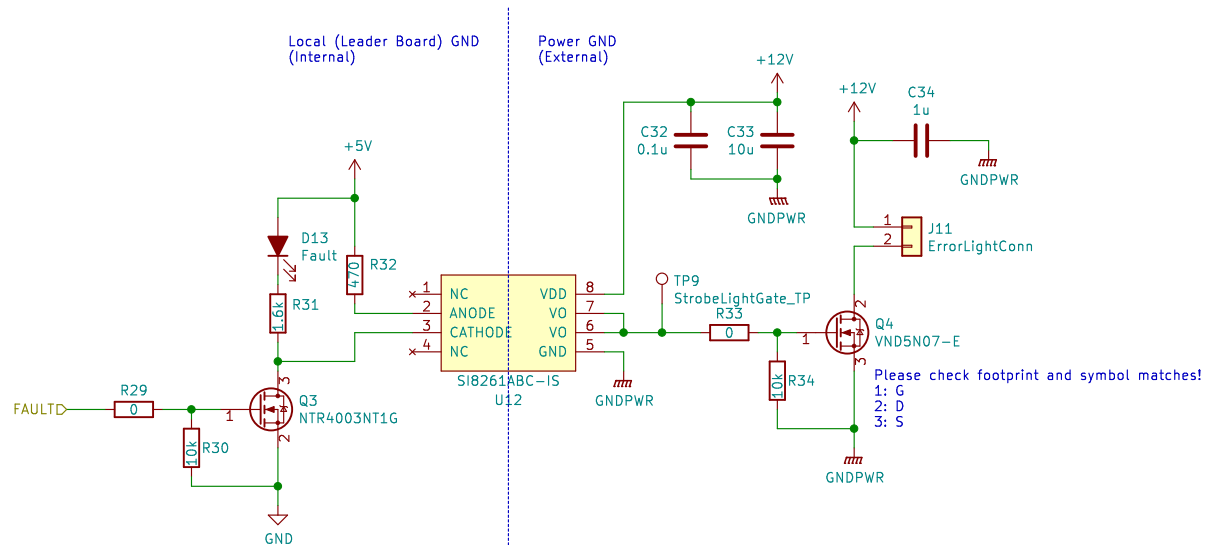 Local (Leader Board) GND
(Internal)
Power GND
(External)
+12V
+12V
C34
1u
C32
0.1u
C33
10u
GNDPWR
GNDPWR
+5V
D13
Fault
R32
470
R31
1.6k
1
NC
2
ANODE
3
CATHODE
4
NC
VDD
8
VO
7
VO
6
GND
5
SI8261ABC-IS
U12
GNDPWR
TP9
StrobeLightGate_TP
R33
0
1
2
J11
ErrorLightConn
2
1
3
Q4
VND5N07-E
R34
10k
Please check footprint and symbol matches!
1: G
2: D
3: S
GNDPWR
FAULT
R29
0
R30
10k
1
3
2
Q3
NTR4003NT1G
GND